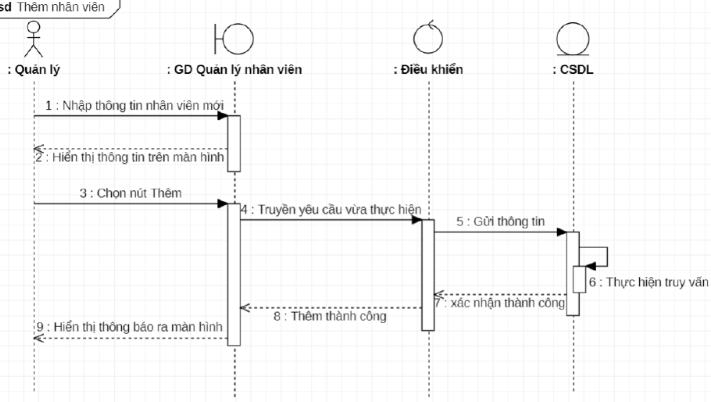 sd Thêm nhân viên
: Quản lý
: GD Quản lý nhân viên
: Điều khiển
: CSDL
1 : Nhập thông tin nhân viên mới
2 : Hiển thị thông tin trên màn hình
3 : Chọn nút Thêm
4 : Truyền yêu cầu vừa thực hiện
5 : Gửi thông tin
6 : Thực hiện truy vấn
7 : xác nhận thành công
8 : Thêm thành công
9 : Hiển thị thông báo ra màn hình